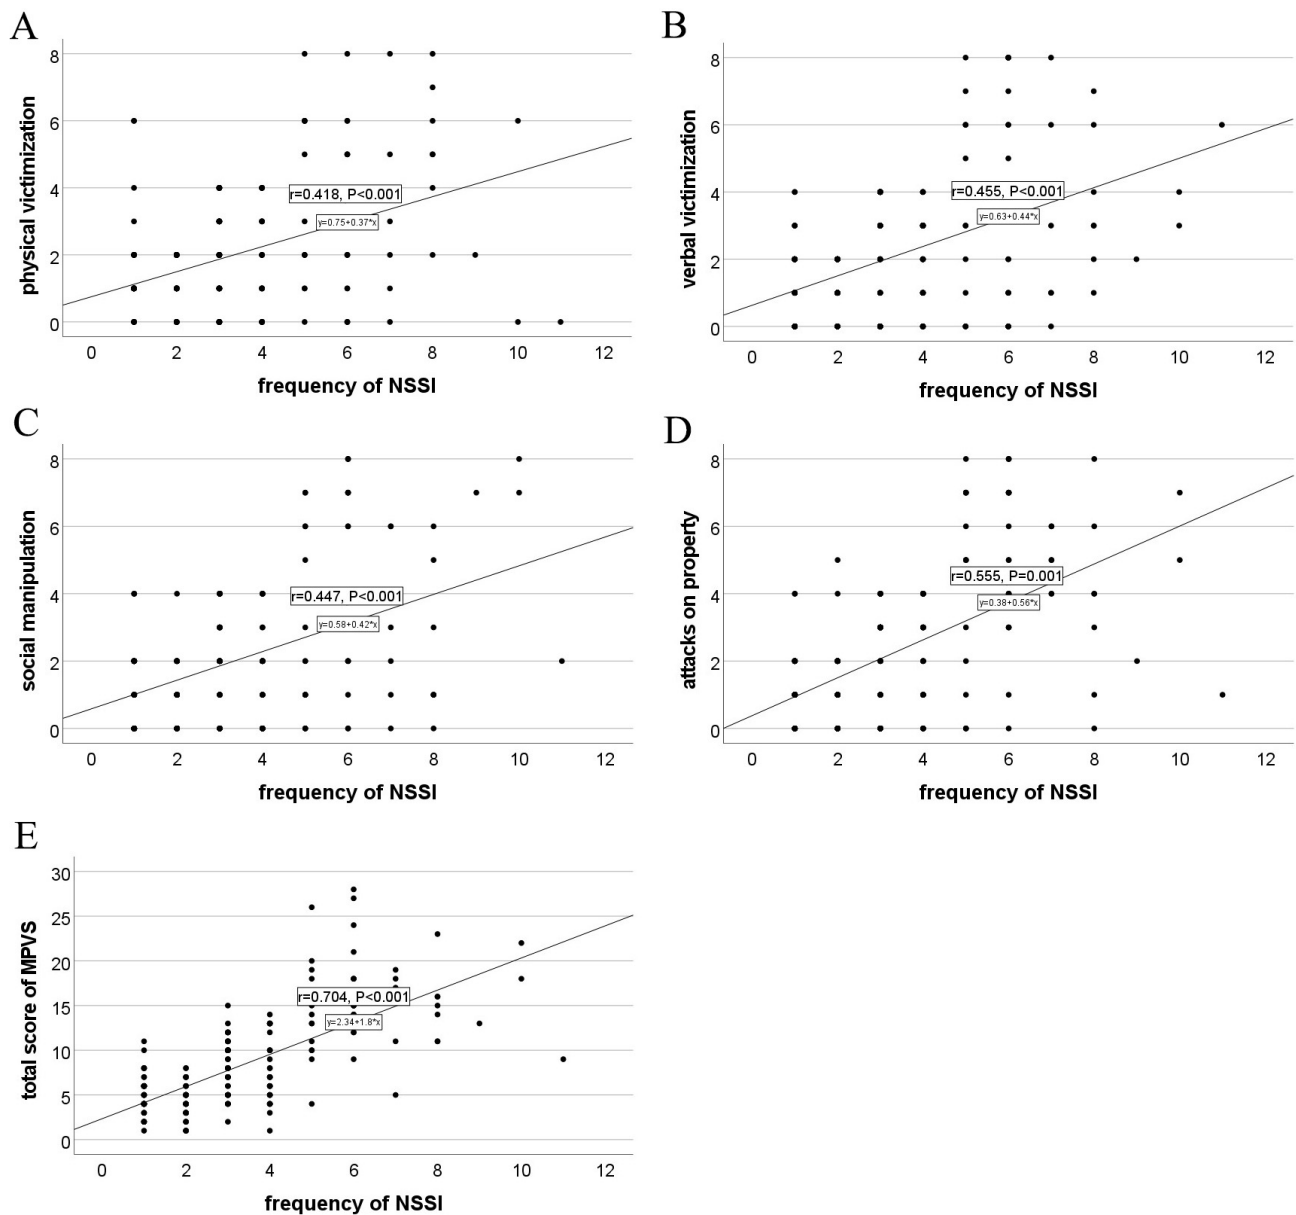 A
8
6
4
2
0
physical victimization
r=0.418, P<0.001
y=0.75+0.37*x
0 2 4 6 8 10 12
frequency of NSSI
B
8
6
4
2
0
verbal victimization
r=0.455, P<0.001
y=0.63+0.44*x
0 2 4 6 8 10 12
frequency of NSSI
C
8
6
4
2
0
social manipulation
r=0.447, P<0.001
y=0.58+0.42*x
0 2 4 6 8 10 12
frequency of NSSI
D
8
6
4
2
0
attacks on property
r=0.555, P=0.001
y=0.38+0.56*x
0 2 4 6 8 10 12
frequency of NSSI
E
30
25
20
15
10
5
0
total score of MPVS
r=0.704, P<0.001
y=2.34+1.8*x
0 2 4 6 8 10 12
frequency of NSSI